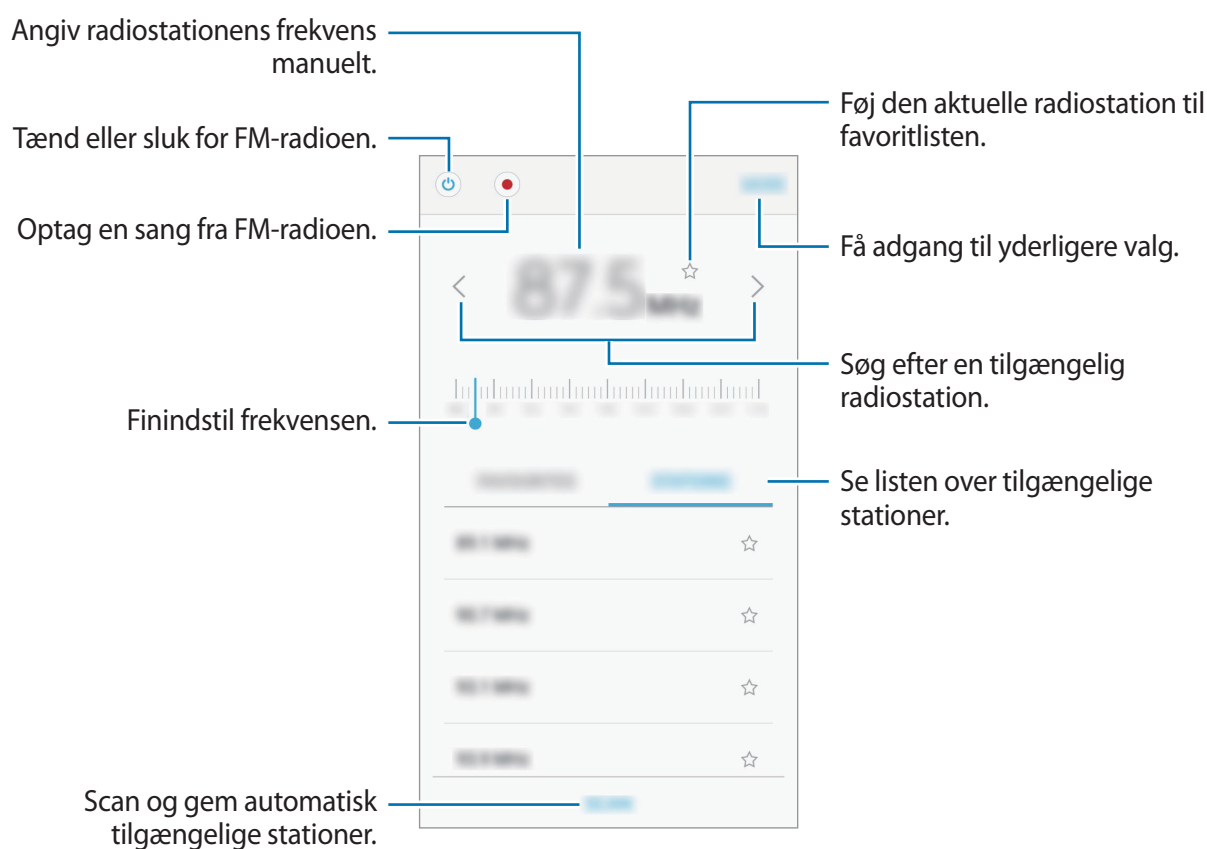 Angiv radiostationens frekvens
manuelt.
Føj den aktuelle radiostation til
favoritlisten.
Tænd eller sluk for FM-radioen.
Optag en sang fra FM-radioen.
Få adgang til yderligere valg.
87.5 MHz
Søg efter en tilgængelig
radiostation.
Finindstil frekvensen.
Se listen over tilgængelige
stationer.
Scan og gem automatisk
tilgængelige stationer.
SCAN